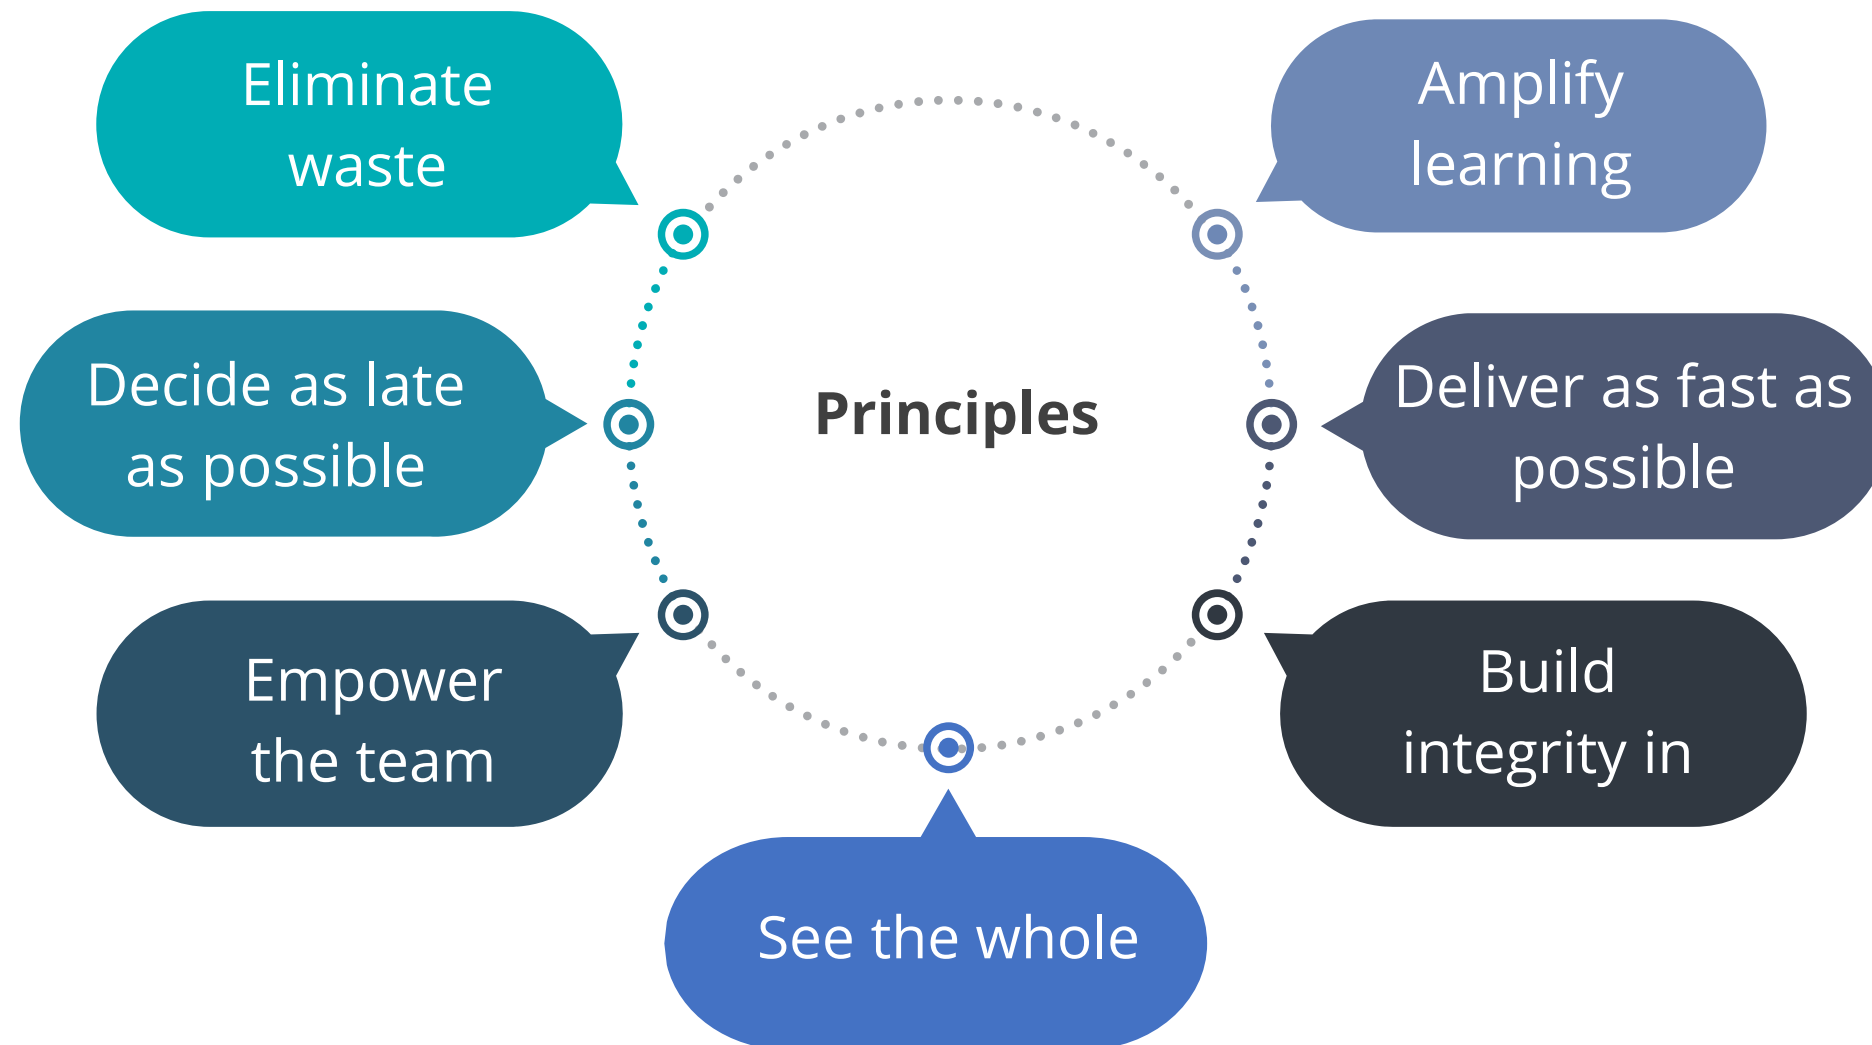 Eliminate
waste
Amplify
learning
Decide as late
as possible
Principles
Deliver as fast as
possible
Empower
the team
Build
integrity in
See the whole